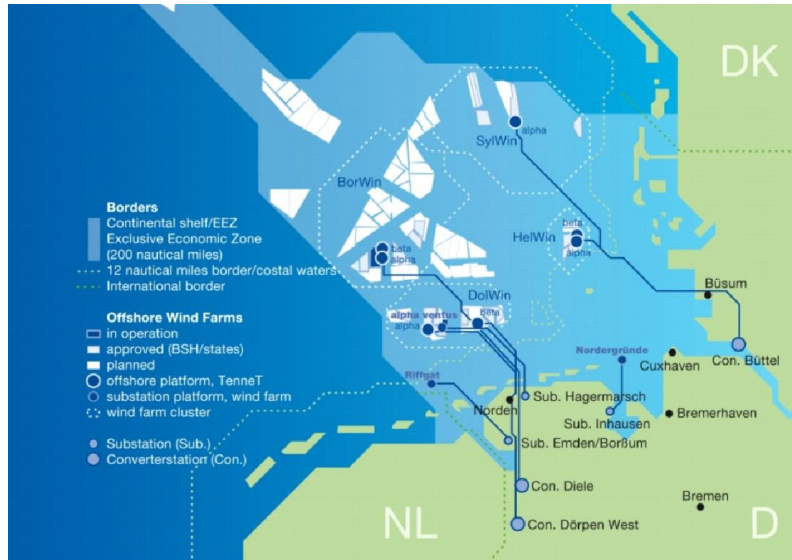 DK
alpha
SylWin
BorWin
Borders
Continental shelf/EEZ
Exclusive Economic Zone
(200 nautical miles)
12 nautical miles border/costal waters
International border
beta
HelWin
alpha
beta
alpha
Büsum
DolWin
alpha ventus
beta
alpha
Offshore Wind Farms
in operation
approved (BSH/states)
planned
offshore platform, TenneT
substation platform, wind farm
wind farm cluster
Substation (Sub.)
Converterstation (Con.)
Nordergründe
Con. Büttel
Cuxhaven
Riffgat
Sub. Hagermarsch
Norden
Bremerhaven
Sub. Inhausen
Sub. Emden/Borßum
Con. Diele
Bremen
NL
Con. Dörpen West
D